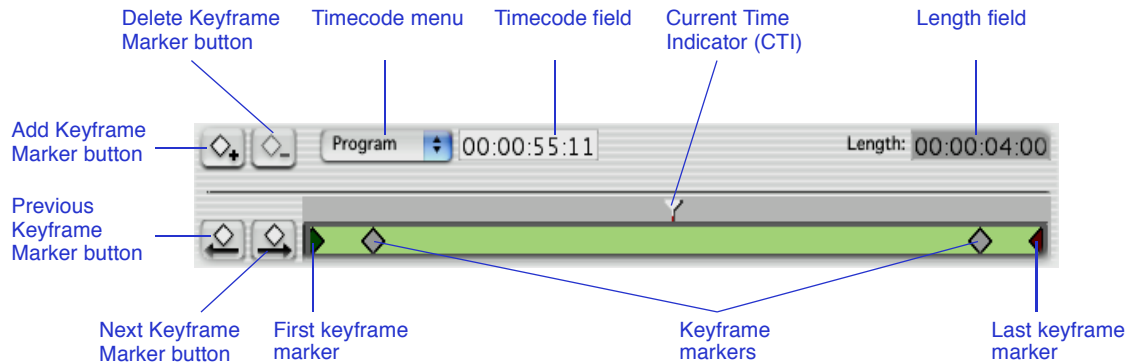 Delete Keyframe
Marker button
Timecode menu
Timecode field
Current Time
Indicator (CTI)
Length field
Add Keyframe
Marker button
Program
00:00:55:11
Length: 00:00:04:00
Previous
Keyframe
Marker button
Next Keyframe
Marker button
First keyframe
marker
Keyframe
markers
Last keyframe
marker